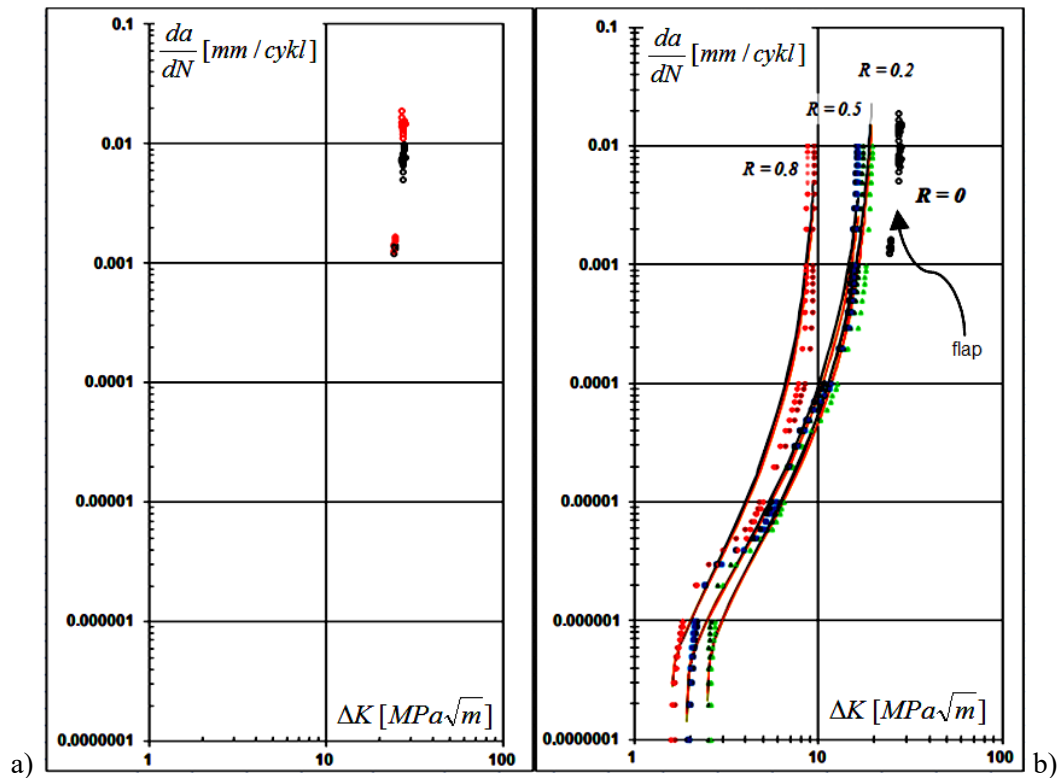 0.1
da
dN
[mm / cykl]
0.01
0.001
0.0001
0.00001
0.000001
0.0000001
ΔK [MPa√m]
1
10
100
a)
0.1
da
dN
[mm / cykl]
R = 0.2
R = 0.5
0.01
R = 0.8
R = 0
0.001
flap
0.0001
0.00001
0.000001
0.0000001
ΔK [MPa√m]
1
10
100
b)